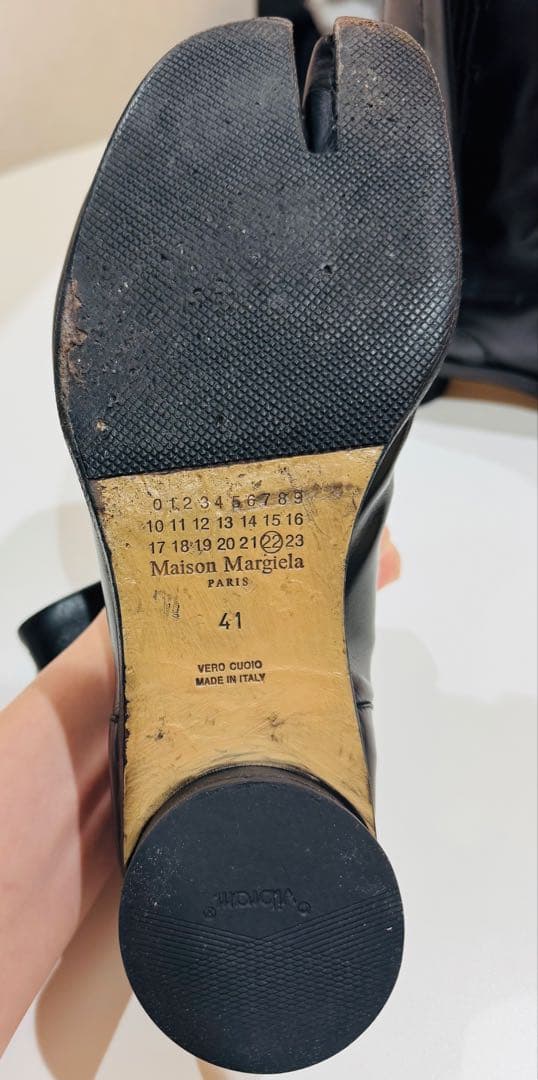 0 1 2 3 4 5 6 7 8 9
10 11 12 13 14 15 16
17 18 19 20 21 22 23
Maison Margiela
PARIS
41
VERO CUOIO
MADE IN ITALY
®vibram®